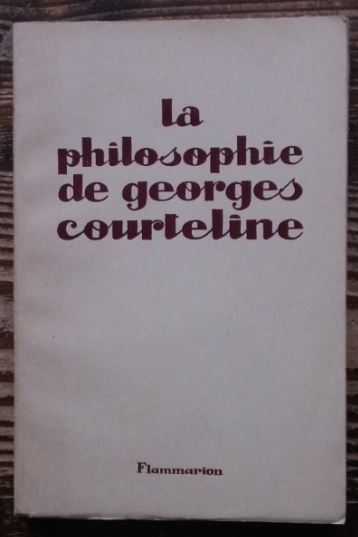 la
philosophie
de georges
courteline
Flammarion